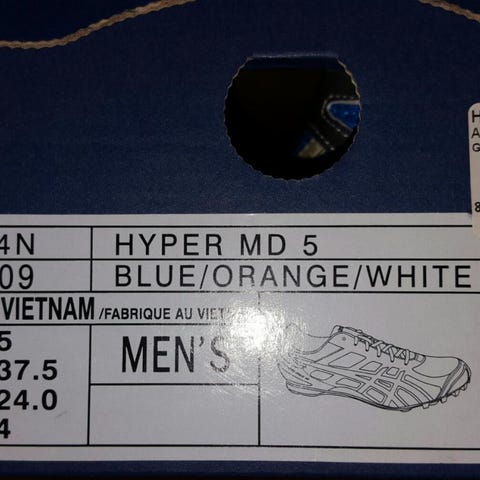 4N HYPER MD 5
09 BLUE/ORANGE/WHITE
VIETNAM /FABRIQUE AU VIET
5
37.5
24.0
4
MEN'S
H
A
G
8